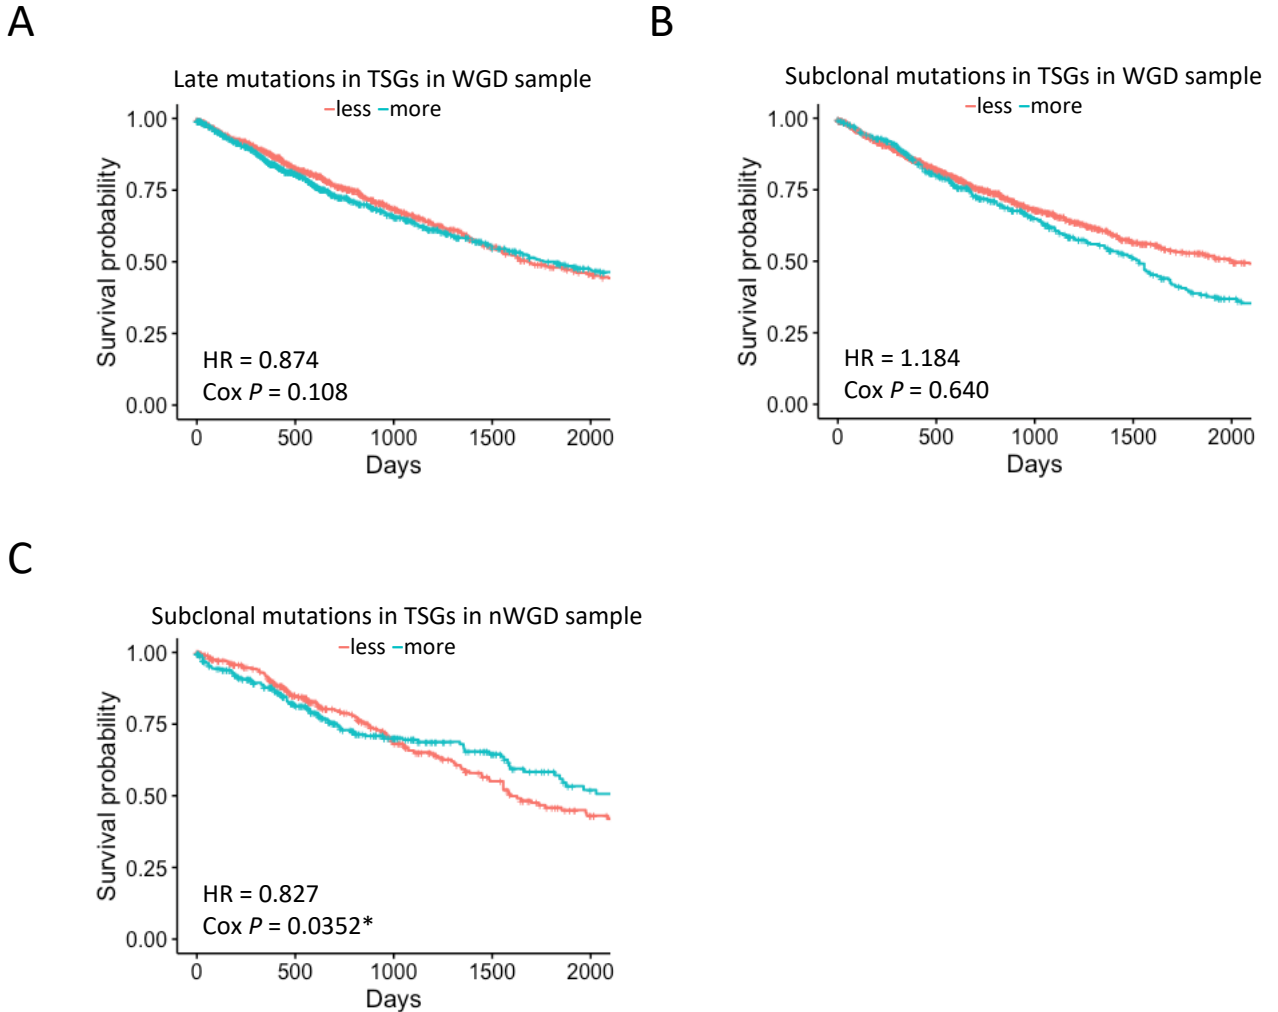 A
Late mutations in TSGs in WGD sample
less more
Survival probability
1.00
0.75
0.50
0.25
0.00
HR = 0.874
Cox P = 0.108
0 500 1000 1500 2000
Days
B
Subclonal mutations in TSGs in WGD sample
less more
Survival probability
1.00
0.75
0.50
0.25
0.00
HR = 1.184
Cox P = 0.640
0 500 1000 1500 2000
Days
C
Subclonal mutations in TSGs in nWGD sample
less more
Survival probability
1.00
0.75
0.50
0.25
0.00
HR = 0.827
Cox P = 0.0352*
0 500 1000 1500 2000
Days